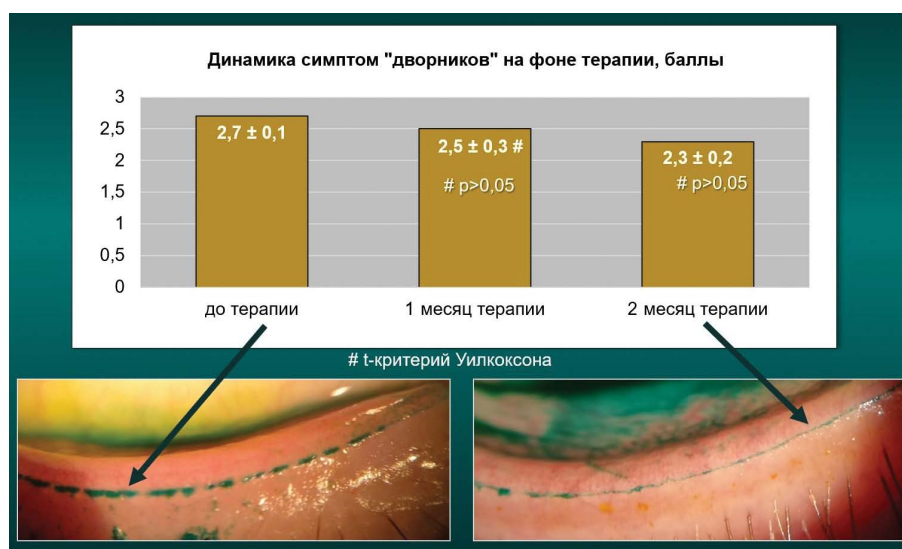 Динамика симптом "дворников" на фоне терапии, баллы
3
2,5
2
1,5
1
0,5
0
2,7 ± 0,1
2,5 ± 0,3 #
# p>0,05
2,3 ± 0,2
# p>0,05
до терапии
1 месяц терапии
2 месяц терапии
# t-критерий Уилкоксона